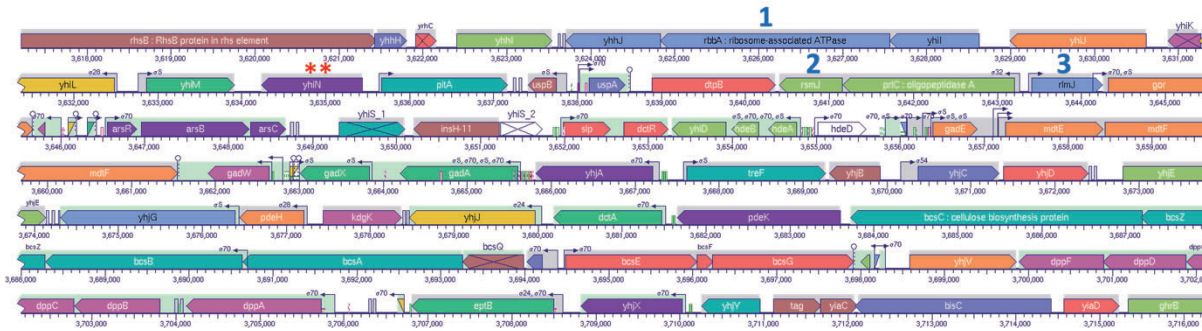 1
yrhC
rhsB : RhsB protein in rhs element yhhH yhhI yhhJ rbbA : ribosome-associated ATPase yhiI yhiJ yhiK
3,616,000 3,617,000 3,618,000 3,619,000 3,620,000 3,621,000 3,622,000 3,623,000 3,624,000 3,625,000 3,626,000 3,627,000 3,628,000 3,629,000 3,630,000 3,631,000
** 2 3
yhiL yhiM yhiN pitA uspB uspA dtpB rsmJ prlC : oligopeptidase A rlmJ gor
3,632,000 3,633,000 3,634,000 3,635,000 3,636,000 3,637,000 3,638,000 3,639,000 3,640,000 3,641,000 3,642,000 3,643,000 3,644,000 3,645,000
arsR arsB arsC yhiS_1 insH-11 yhiS_2 slp dctR yhiD hdeB hdeA hdeD gadE mdtE mdtF
3,646,000 3,647,000 3,648,000 3,649,000 3,650,000 3,651,000 3,652,000 3,653,000 3,654,000 3,655,000 3,656,000 3,657,000 3,658,000 3,659,000
mdtF gadW gadX gadA yhjA treF yhjB yhjC yhjD yhjE
3,660,000 3,661,000 3,662,000 3,663,000 3,664,000 3,665,000 3,666,000 3,667,000 3,668,000 3,669,000 3,670,000 3,671,000 3,672,000 3,673,000
yhjE
yhjG pdeH kdgK yhjJ dctA pdeK bcsC : cellulose biosynthesis protein bcsZ
3,674,000 3,675,000 3,676,000 3,677,000 3,678,000 3,679,000 3,680,000 3,681,000 3,682,000 3,683,000 3,684,000 3,685,000 3,686,000 3,687,000
bcsZ bcsQ bcsF
bcsB bcsA bcsE bcsG yhjV dppF dppD
3,688,000 3,689,000 3,690,000 3,691,000 3,692,000 3,693,000 3,694,000 3,695,000 3,696,000 3,697,000 3,698,000 3,699,000 3,700,000 3,701,000
dppC dppB dppA eptB yhjX yhjY tag yiaC bisC yiaD ghrB
3,703,000 3,704,000 3,705,000 3,706,000 3,707,000 3,708,000 3,709,000 3,710,000 3,711,000 3,712,000 3,713,000 3,714,000 3,715,000